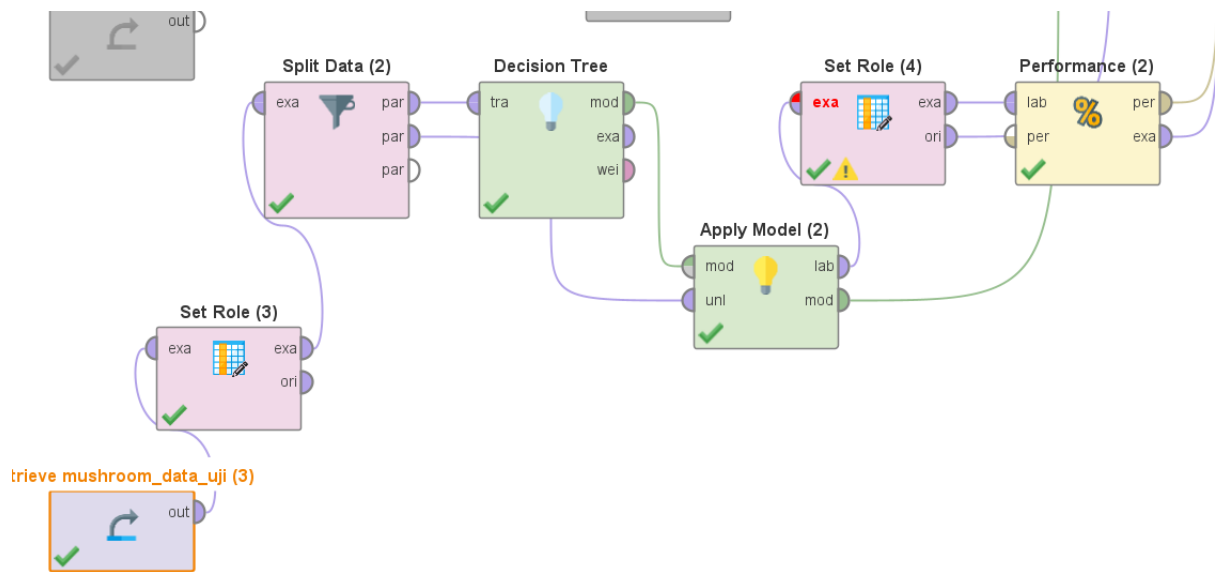 out
Split Data (2)
exa
par
par
par
Decision Tree
tra
mod
exa
wei
Set Role (4)
exa
exa
ori
Performance (2)
%
lab
per
per
exa
Apply Model (2)
mod
lab
unl
mod
Set Role (3)
exa
exa
ori
trieve mushroom_data_uji (3)
out